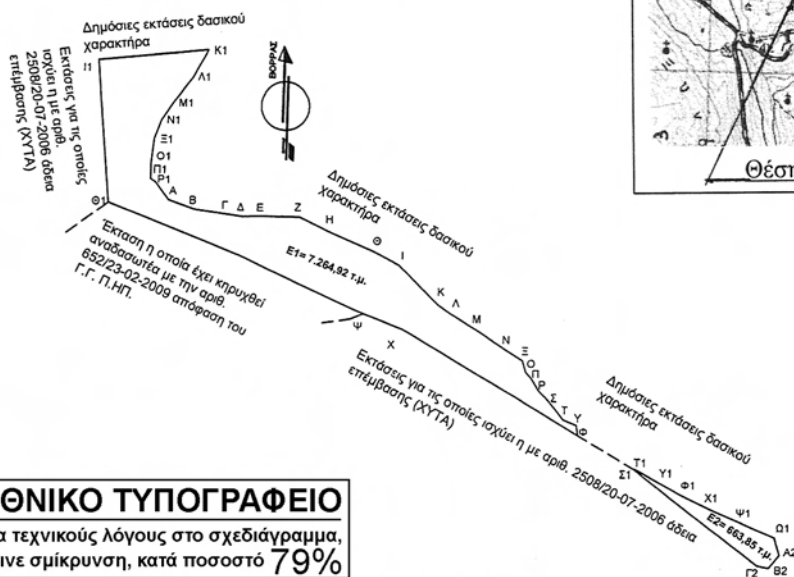 Δημόσιες εκτάσεις δασικού
χαρακτήρα
Κ1
Ι1
Λ1
Μ1
Ν1
Ξ1
Ο1
Π1
Ρ1
Θ1
Εκτάσεις για τις οποίες
ισχύει η με αριθ.
2508/20-07-2006 άδεια
επέμβασης (ΧΥΤΑ)
ΒΟΡΡΑΣ
Θέση
Α
Β
Γ
Δ
Ε
Ζ
Η
Θ
Ι
Κ
Λ
Μ
Ν
Ξ
Ο
Π
Ρ
Σ
Τ
Υ
Φ
Χ
Ψ
Δημόσιες εκτάσεις δασικού
χαρακτήρα
Ε1= 7.264,92 τ.μ.
Έκταση η οποία έχει κηρυχθεί
αναδασωτέα με την αριθ.
652/23-02-2009 απόφαση του
Γ.Γ. Π.ΗΠ.
Εκτάσεις για τις οποίες ισχύει η με αριθ. 2508/20-07-2006 άδεια
επέμβασης (ΧΥΤΑ)
Δημόσιες εκτάσεις δασικού
χαρακτήρα
Σ1
Τ1
Υ1
Φ1
Χ1
Ψ1
Ω1
Α2
Β2
Γ2
Ε2= 663,85 τ.μ.
ΘΝΙΚΟ ΤΥΠΟΓΡΑΦΕΙΟ
α τεχνικούς λόγους στο σχεδιάγραμμα,
ινε σμίκρυνση, κατά ποσοστό 79%